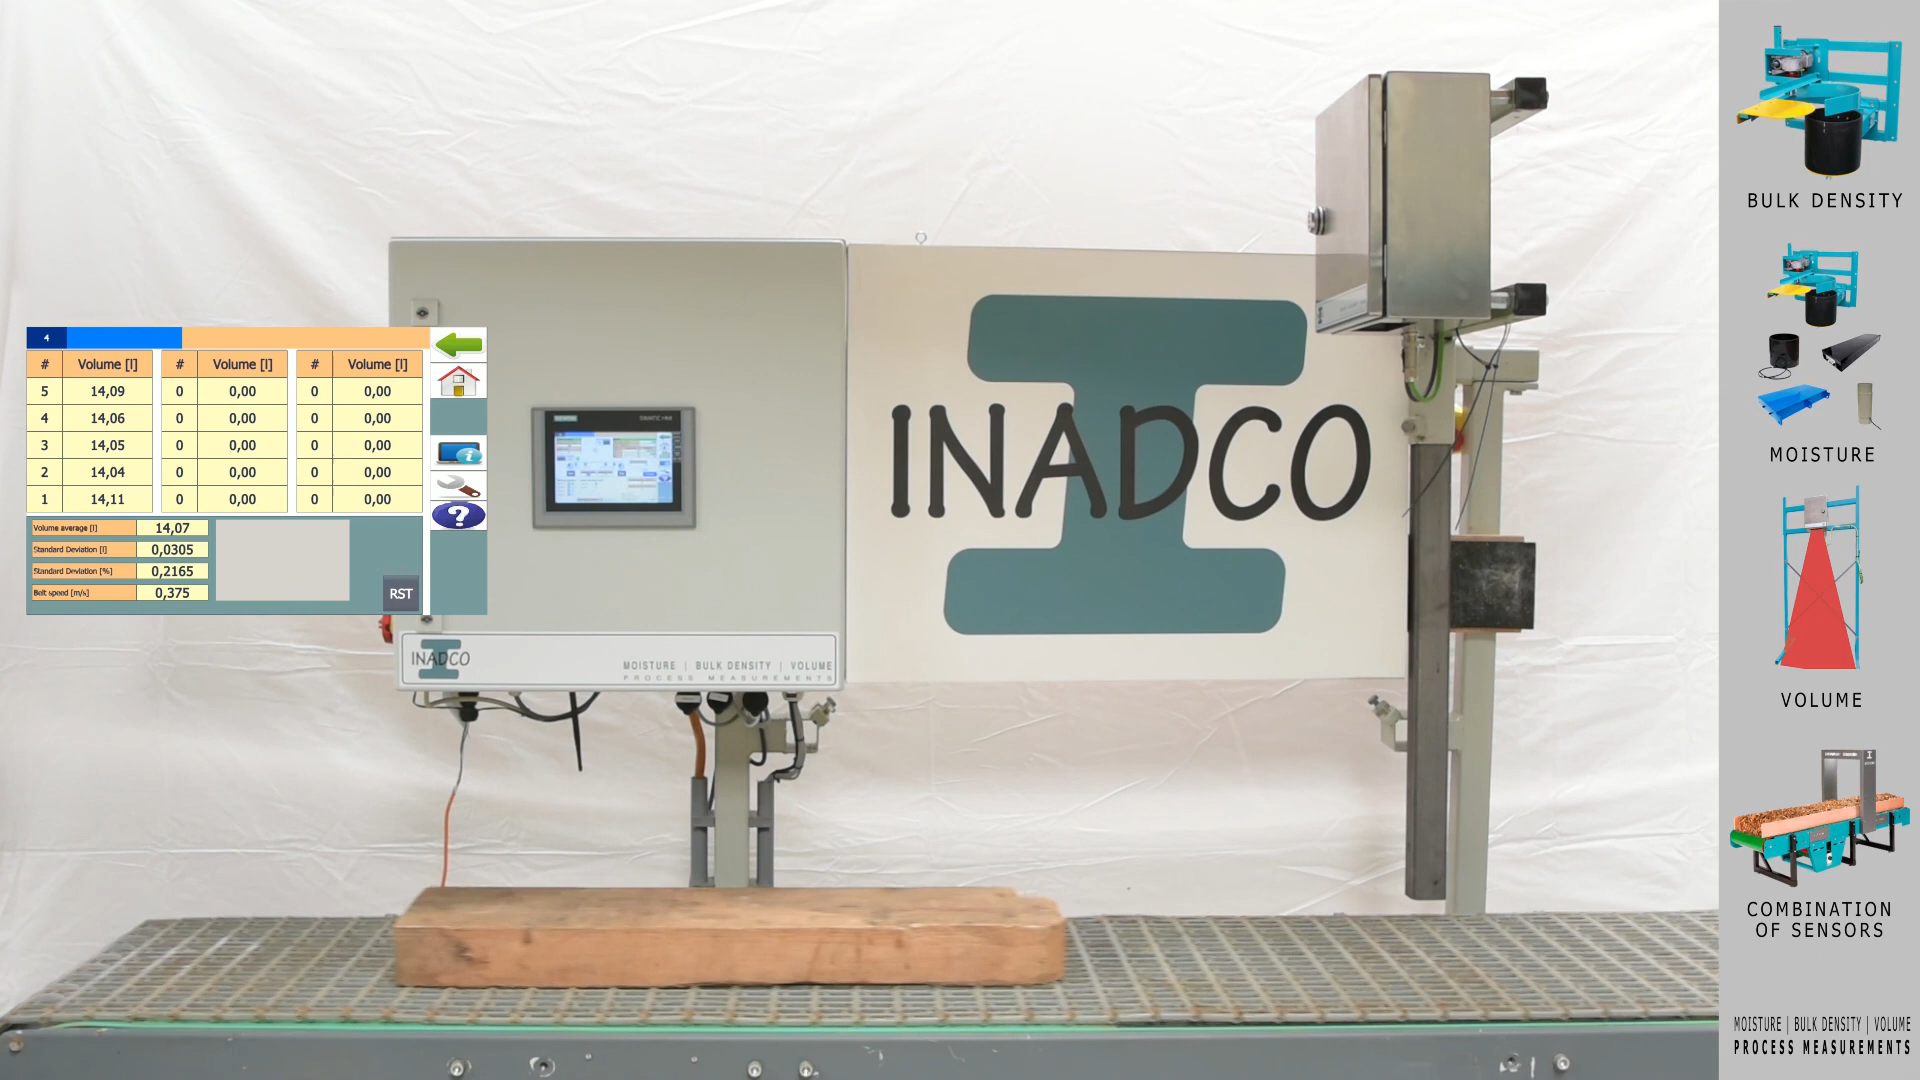 4
# Volume [l] # Volume [l] # Volume [l]
5 14,09 0 0,00 0 0,00
4 14,06 0 0,00 0 0,00
3 14,05 0 0,00 0 0,00
2 14,04 0 0,00 0 0,00
1 14,11 0 0,00 0 0,00
Volume average [l] 14,07
Standard Deviation [l] 0,0305
Standard Deviation [%] 0,2165
Belt speed [m/s] 0,375
RST
?
SIEMENS SIMATIC HMI
INADCO
INADCO
MOISTURE | BULK DENSITY | VOLUME
PROCESS MEASUREMENTS
BULK DENSITY
MOISTURE
VOLUME
COMBINATION
OF SENSORS
MOISTURE | BULK DENSITY | VOLUME
PROCESS MEASUREMENTS